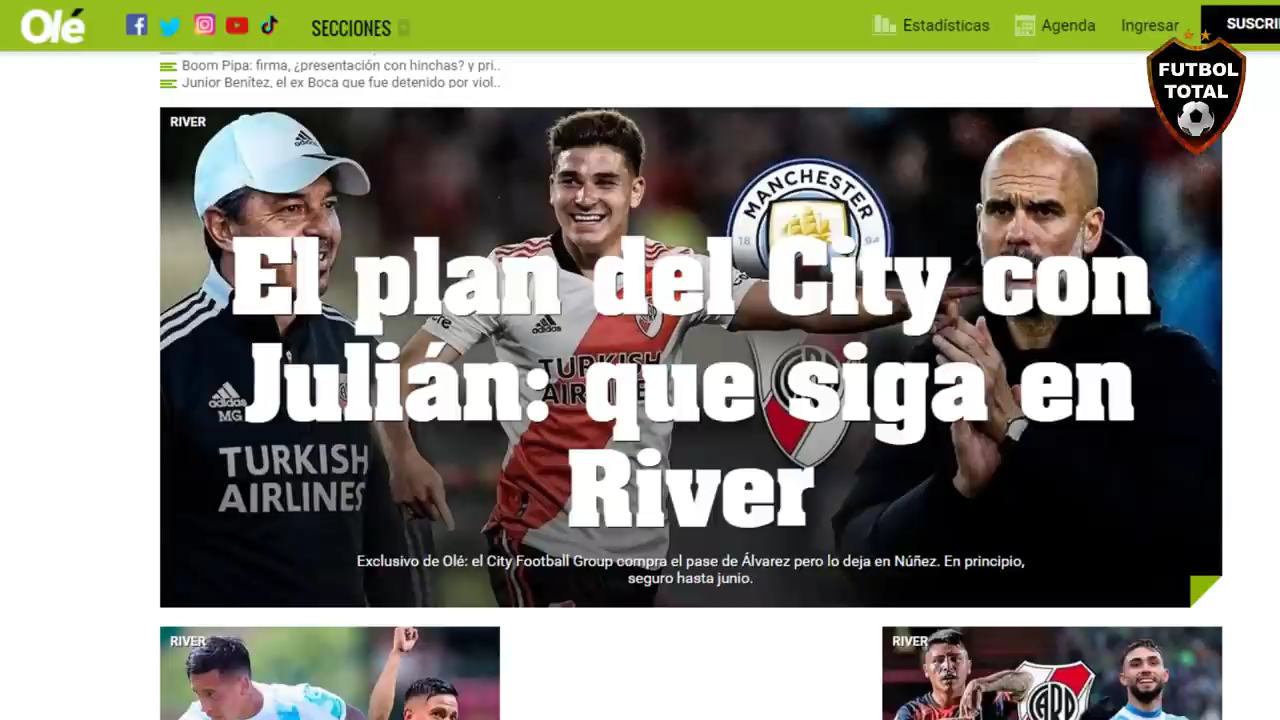 Olé
SECCIONES
Estadísticas
Agenda
Ingresar
SUSCRI
FUTBOL
TOTAL
Boom Pipa: firma, ¿presentación con hinchas? y pri..
Junior Benítez, el ex Boca que fue detenido por viol..
RIVER
MANCHESTER
18
94
adidas
El plan del City con
Julián: que siga en
River
adidas
MG
TURKISH
AIRLINES
adidas
TURKISH
Exclusivo de Olé: el City Football Group compra el pase de Álvarez pero lo deja en Núñez. En principio,
seguro hasta junio.
RIVER
RIVER